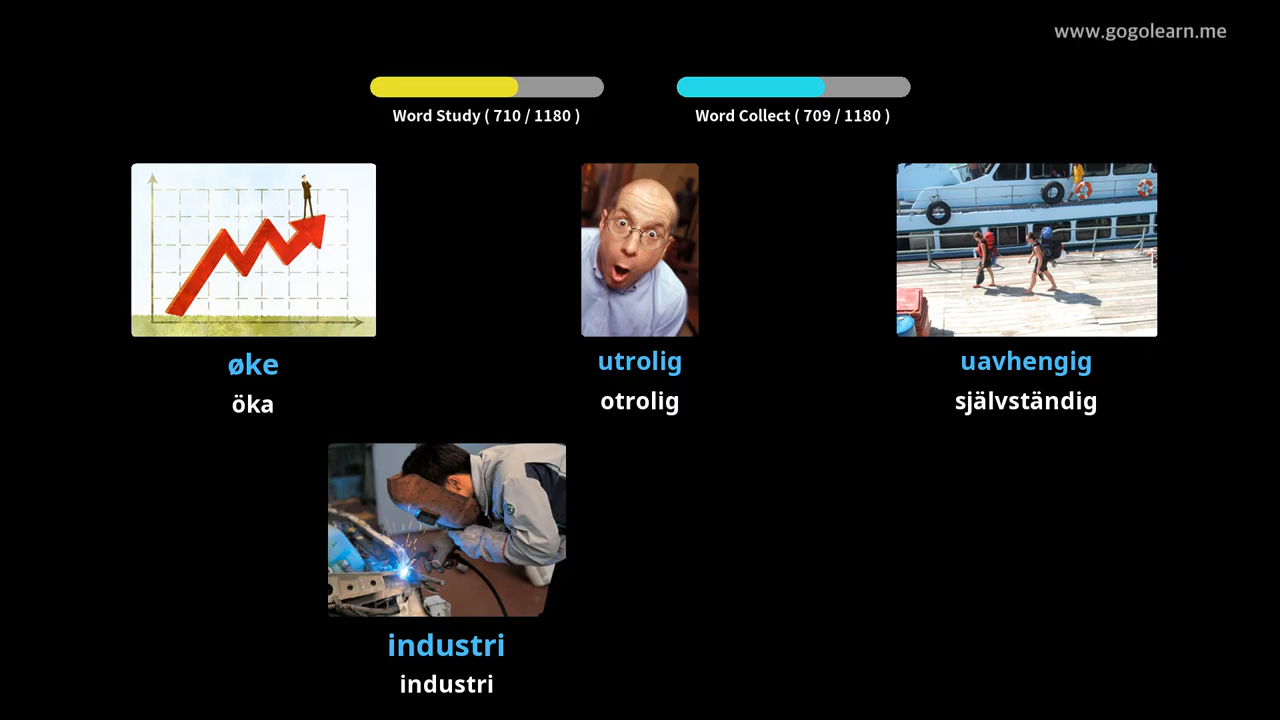 www.gogolearn.me
Word Study ( 710 / 1180 )
Word Collect ( 709 / 1180 )
øke
öka
utrolig
otrolig
uavhengig
självständig
industri
industri